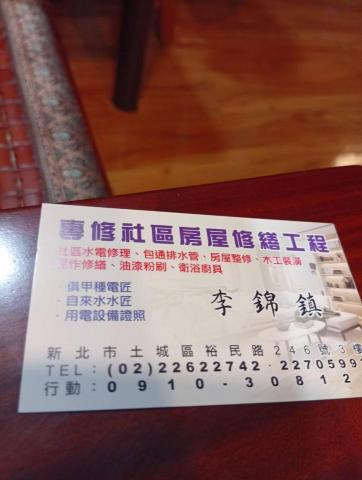 專修社區房屋修繕工程
社區水電修理、包通排水管、房屋整修、木工裝潢
作修繕、油漆粉刷、衛浴廚具
· 俱甲種電匠
· 自來水水匠
· 用電設備證照
李錦鎮
新北市土城區裕民路246號3樓
TEL:(02)22622742·2270599
行動:0910-30812